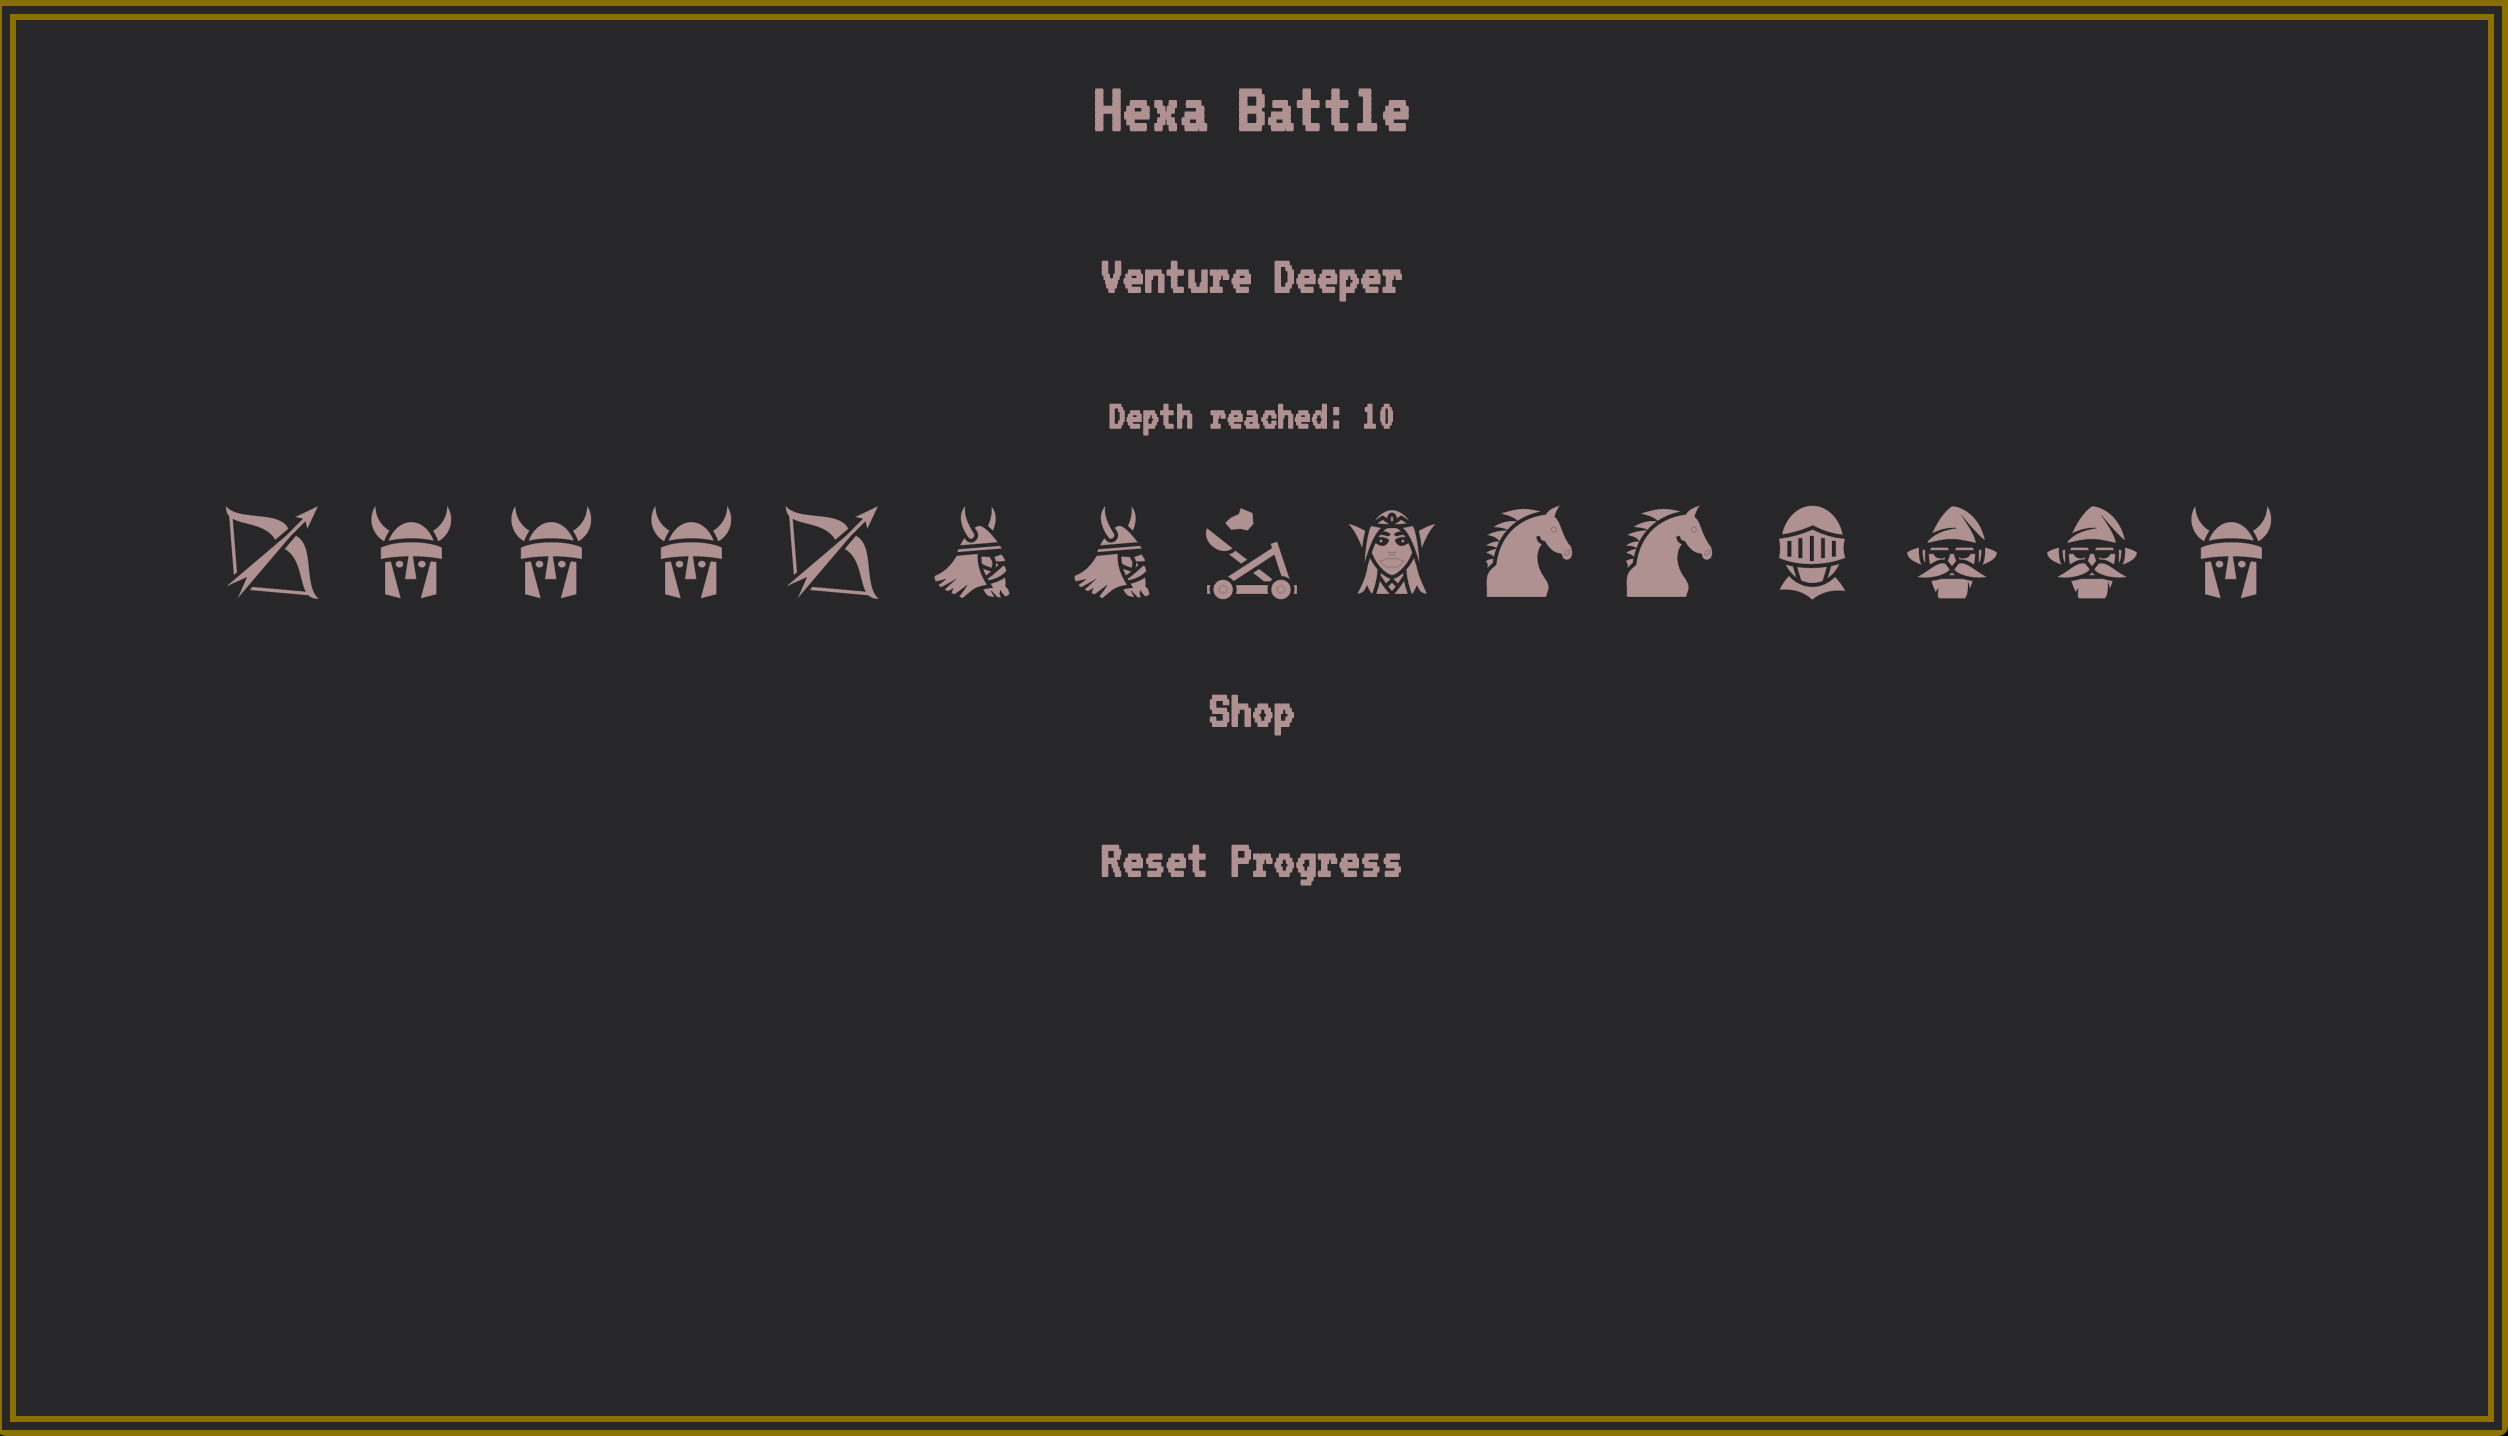 Hexa Battle
Venture Deeper
Depth reached: 10
Shop
Reset Progress